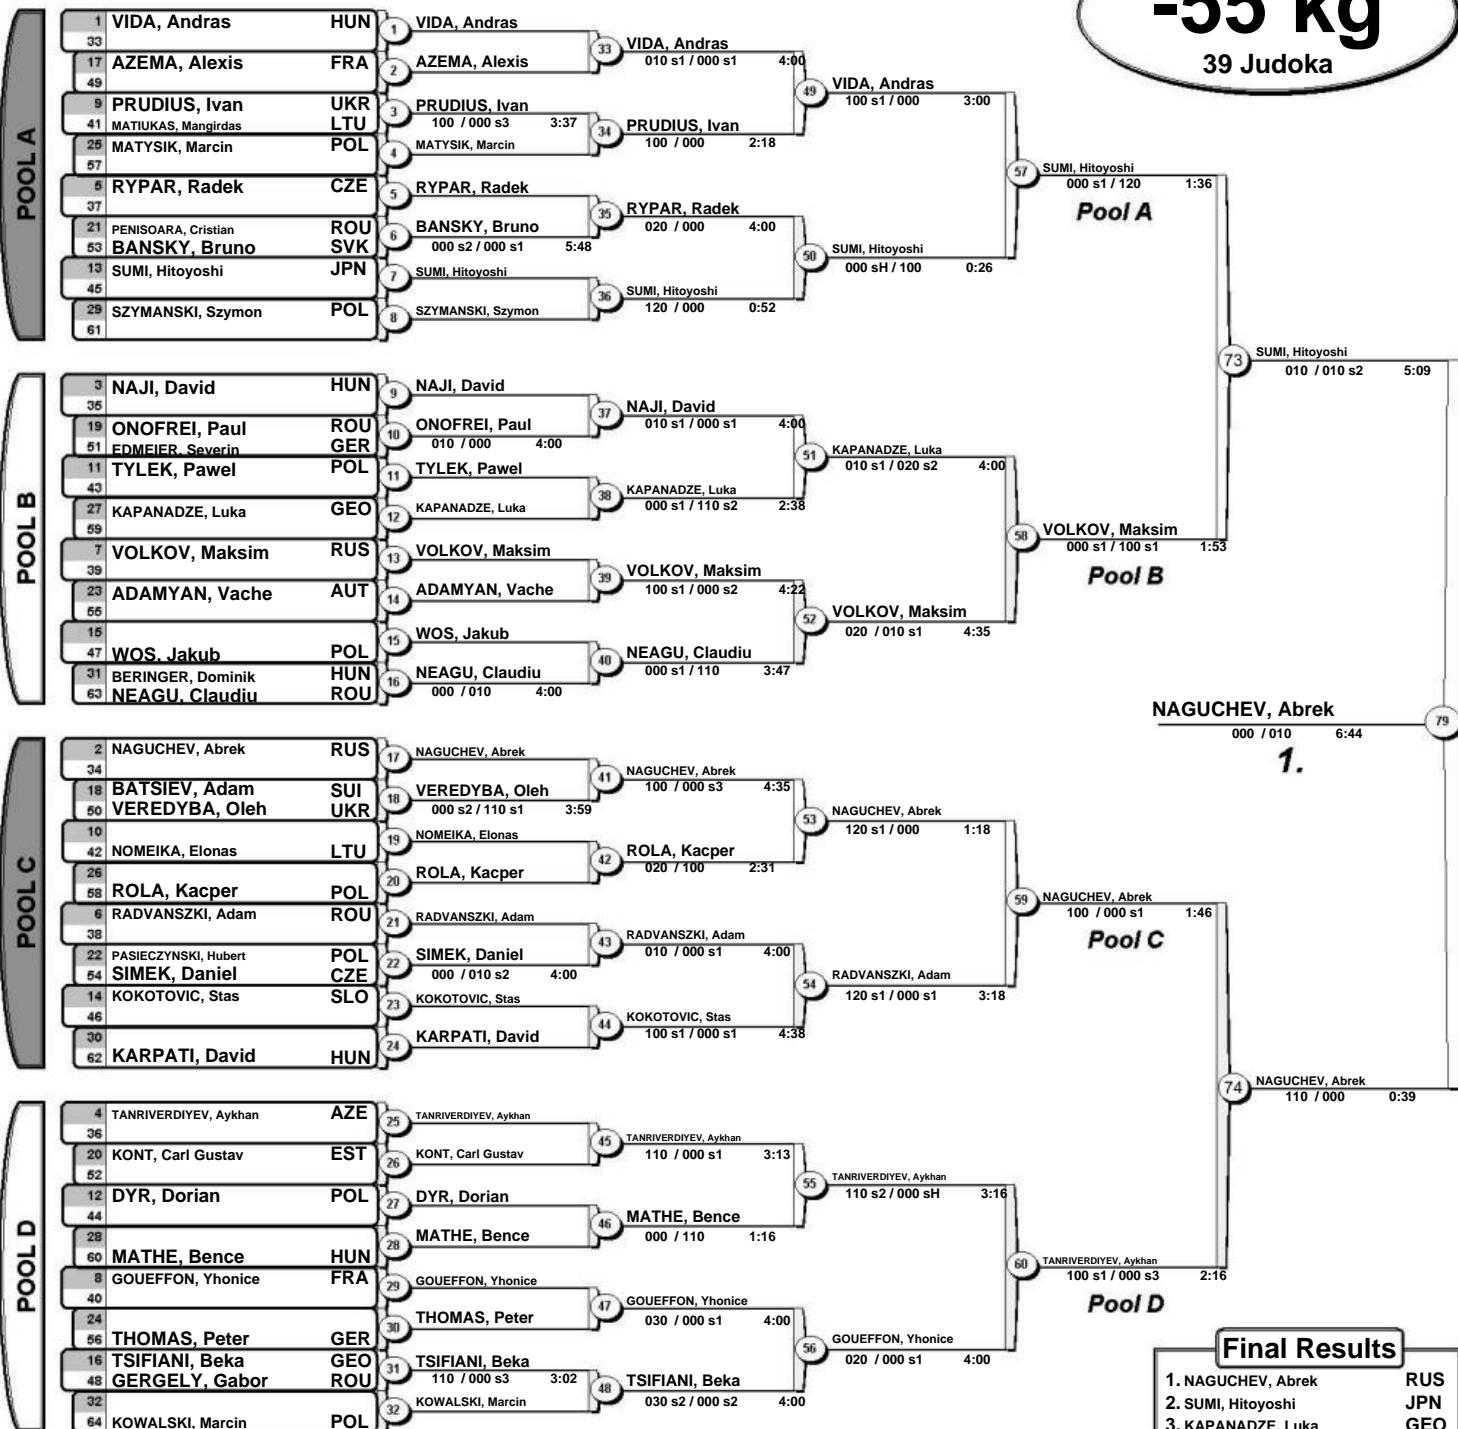 -55 kg
39 Judoka
POOL A
1 VIDA, Andras HUN
33
17 AZEMA, Alexis FRA
49
9 PRUDIUS, Ivan UKR
41 MATIUKAS, Mangirdas LTU
25 MATYSIK, Marcin POL
57
5 RYPAR, Radek CZE
37
21 PENISOARA, Cristian ROU
53 BANSKY, Bruno SVK
13 SUMI, Hitoyoshi JPN
45
29 SZYMANSKI, Szymon POL
61
1 VIDA, Andras
2 AZEMA, Alexis
3 PRUDIUS, Ivan
100 / 000 s3 3:37
4 MATYSIK, Marcin
5 RYPAR, Radek
6 BANSKY, Bruno
000 s2 / 000 s1 5:48
7 SUMI, Hitoyoshi
8 SZYMANSKI, Szymon
33 VIDA, Andras
010 s1 / 000 s1 4:00
34 PRUDIUS, Ivan
100 / 000 2:18
35 RYPAR, Radek
020 / 000 4:00
36 SUMI, Hitoyoshi
120 / 000 0:52
49 VIDA, Andras
100 s1 / 000 3:00
50 SUMI, Hitoyoshi
000 sH / 100 0:26
57 SUMI, Hitoyoshi
000 s1 / 120 1:36
Pool A
POOL B
3 NAJI, David HUN
35
19 ONOFREI, Paul ROU
51 EDMEIER, Severin GER
11 TYLEK, Pawel POL
43
27 KAPANADZE, Luka GEO
59
7 VOLKOV, Maksim RUS
39
23 ADAMYAN, Vache AUT
55
15
47 WOS, Jakub POL
31 BERINGER, Dominik HUN
63 NEAGU, Claudiu ROU
9 NAJI, David
10 ONOFREI, Paul
010 / 000 4:00
11 TYLEK, Pawel
12 KAPANADZE, Luka
13 VOLKOV, Maksim
14 ADAMYAN, Vache
15 WOS, Jakub
16 NEAGU, Claudiu
000 / 010 4:00
37 NAJI, David
010 s1 / 000 s1 4:00
38 KAPANADZE, Luka
000 s1 / 110 s2 2:38
39 VOLKOV, Maksim
100 s1 / 000 s2 4:22
40 NEAGU, Claudiu
000 s1 / 110 3:47
51 KAPANADZE, Luka
010 s1 / 020 s2 4:00
52 VOLKOV, Maksim
020 / 010 s1 4:35
58 VOLKOV, Maksim
000 s1 / 100 s1 1:53
Pool B
73 SUMI, Hitoyoshi
010 / 010 s2 5:09
NAGUCHEV, Abrek 79
000 / 010 6:44
1.
POOL C
2 NAGUCHEV, Abrek RUS
34
18 BATSIEV, Adam SUI
50 VEREDYBA, Oleh UKR
10
42 NOMEIKA, Elonas LTU
26
58 ROLA, Kacper POL
6 RADVANSZKI, Adam ROU
38
22 PASIECZYNSKI, Hubert POL
54 SIMEK, Daniel CZE
14 KOKOTOVIC, Stas SLO
46
30
62 KARPATI, David HUN
17 NAGUCHEV, Abrek
18 VEREDYBA, Oleh
000 s2 / 110 s1 3:59
19 NOMEIKA, Elonas
20 ROLA, Kacper
21 RADVANSZKI, Adam
22 SIMEK, Daniel
000 / 010 s2 4:00
23 KOKOTOVIC, Stas
24 KARPATI, David
41 NAGUCHEV, Abrek
100 / 000 s3 4:35
42 ROLA, Kacper
020 / 100 2:31
43 RADVANSZKI, Adam
010 / 000 s1 4:00
44 KOKOTOVIC, Stas
100 s1 / 000 s1 4:38
53 NAGUCHEV, Abrek
120 s1 / 000 1:18
54 RADVANSZKI, Adam
120 s1 / 000 s1 3:18
59 NAGUCHEV, Abrek
100 / 000 s1 1:46
Pool C
POOL D
4 TANRIVERDIYEV, Aykhan AZE
36
20 KONT, Carl Gustav EST
52
12 DYR, Dorian POL
44
28
60 MATHE, Bence HUN
8 GOUEFFON, Yhonice FRA
40
24
56 THOMAS, Peter GER
16 TSIFIANI, Beka GEO
48 GERGELY, Gabor ROU
32
64 KOWALSKI, Marcin POL
25 TANRIVERDIYEV, Aykhan
26 KONT, Carl Gustav
27 DYR, Dorian
28 MATHE, Bence
29 GOUEFFON, Yhonice
30 THOMAS, Peter
31 TSIFIANI, Beka
110 / 000 s3 3:02
32 KOWALSKI, Marcin
45 TANRIVERDIYEV, Aykhan
110 / 000 s1 3:13
46 MATHE, Bence
000 / 110 1:16
47 GOUEFFON, Yhonice
030 / 000 s1 4:00
48 TSIFIANI, Beka
030 s2 / 000 s2 4:00
55 TANRIVERDIYEV, Aykhan
110 s2 / 000 sH 3:16
56 GOUEFFON, Yhonice
020 / 000 s1 4:00
60 TANRIVERDIYEV, Aykhan
100 s1 / 000 s3 2:16
Pool D
74 NAGUCHEV, Abrek
110 / 000 0:39
Final Results
1. NAGUCHEV, Abrek RUS
2. SUMI, Hitoyoshi JPN
3. KAPANADZE, Luka GEO